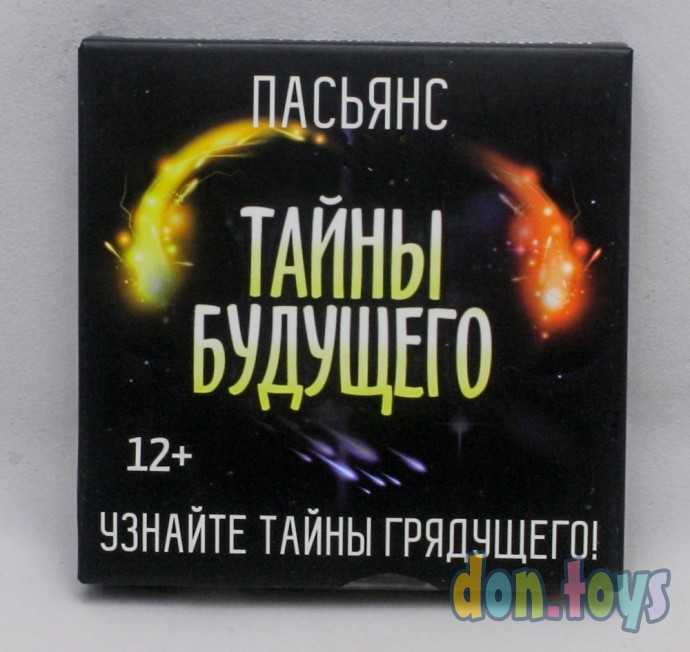 ПАСЬЯНС
ТАЙНЫ
БУДУЩЕГО
12+
УЗНАЙТЕ ТАЙНЫ ГРЯДУЩЕГО!
don.toys